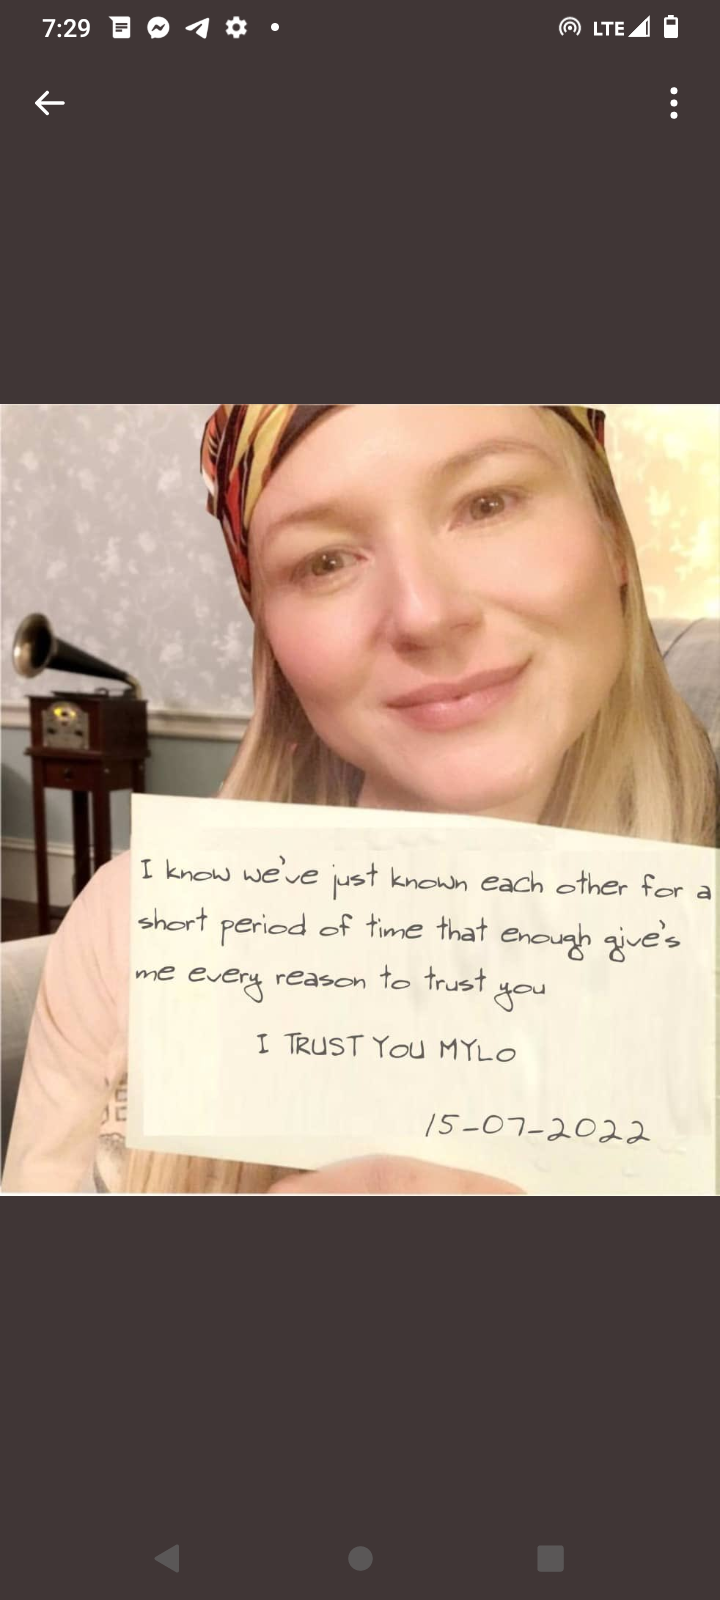 7:29
LTE
I know we've just known each other for a
short period of time that enough give's
me every reason to trust you
I TRUST YOU MYLO
15-07-2022